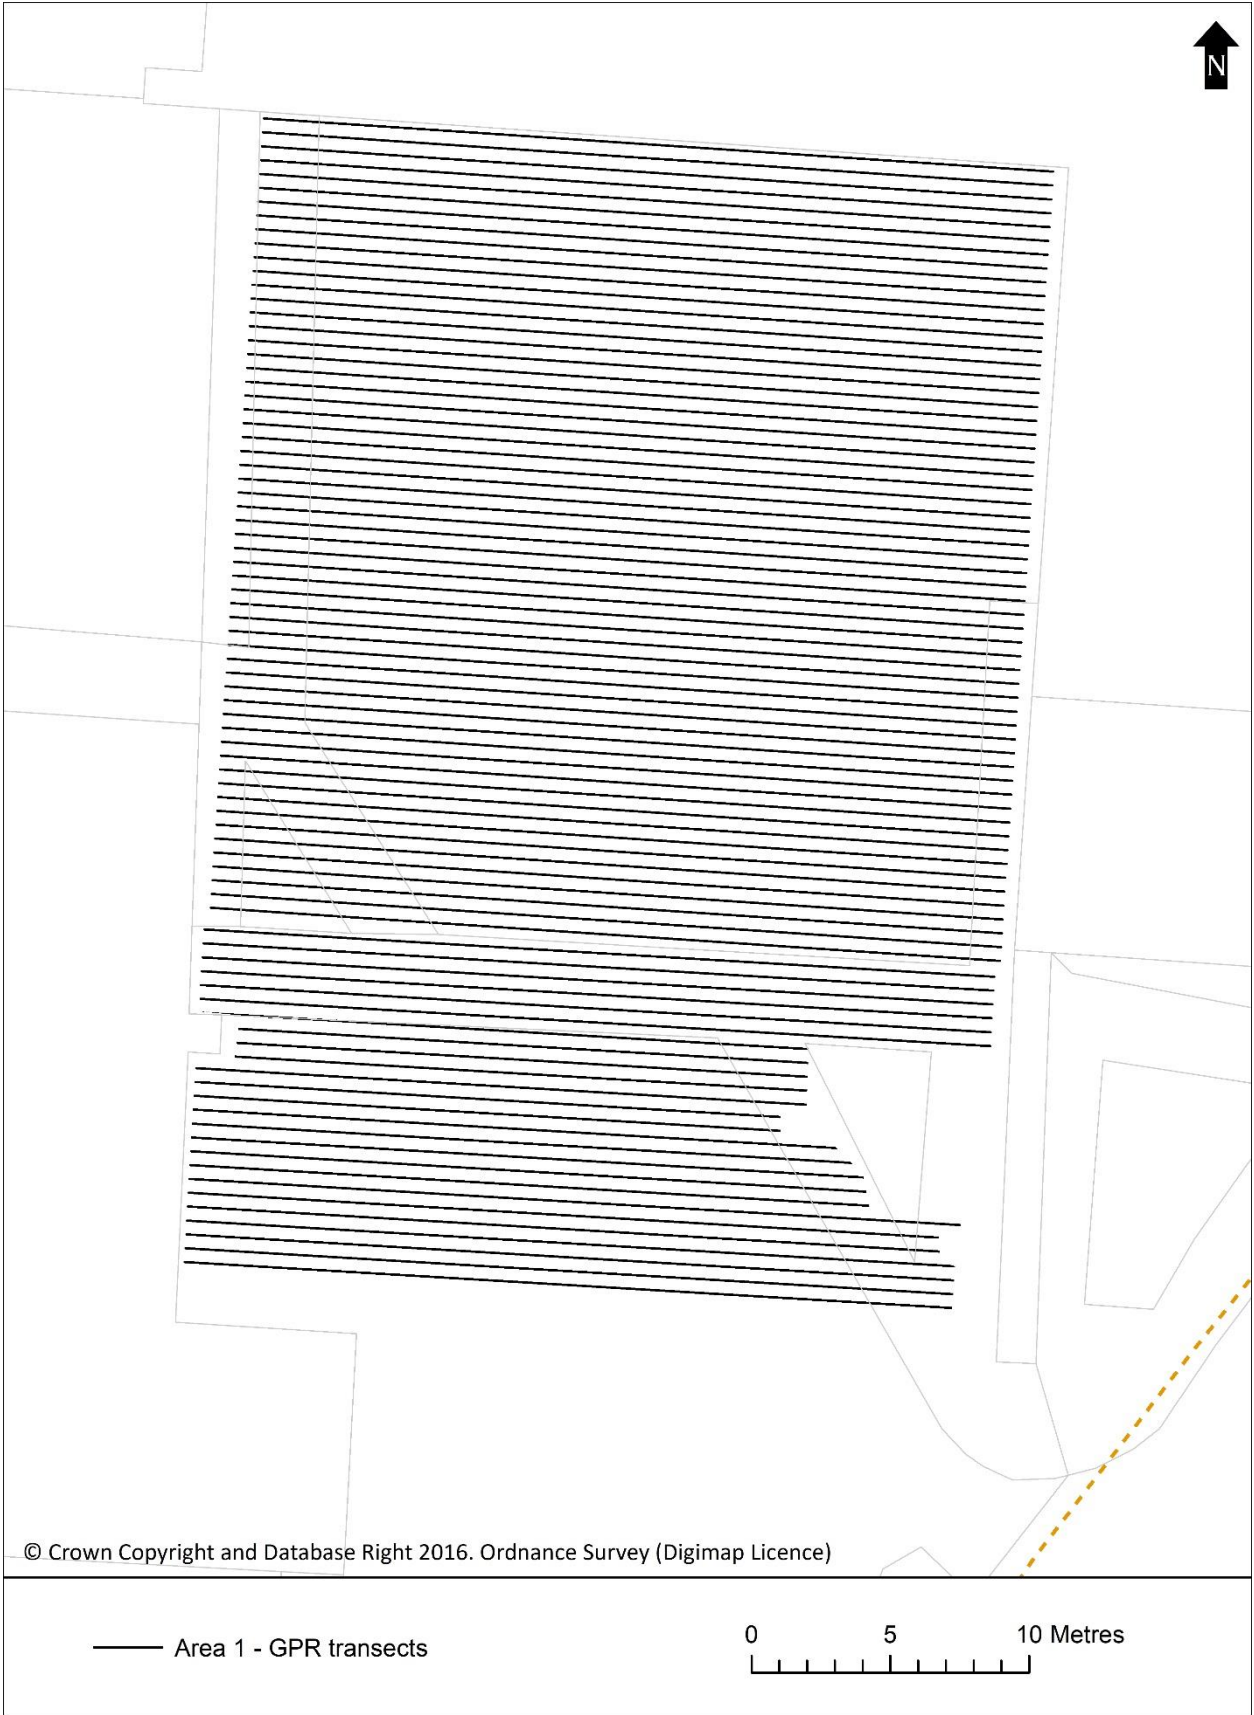 N
© Crown Copyright and Database Right 2016. Ordnance Survey (Digimap Licence)
Area 1 - GPR transects
0 5 10 Metres